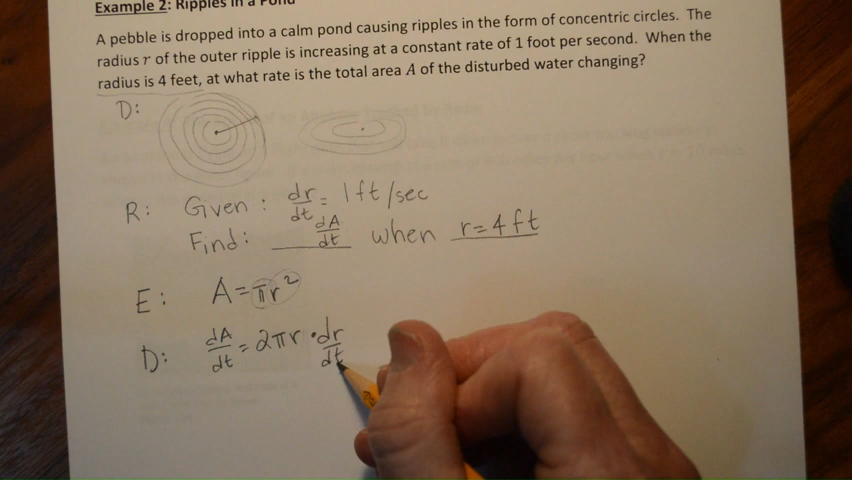 Example 2: Ripples in a Pond
A pebble is dropped into a calm pond causing ripples in the form of concentric circles. The
radius r of the outer ripple is increasing at a constant rate of 1 foot per second. When the
radius is 4 feet, at what rate is the total area A of the disturbed water changing?
D:
R: Given : dr/dt = 1 ft/sec
Find: dA/dt when r=4 ft
E: A=πr²
D: dA/dt = 2πr · dr/dt